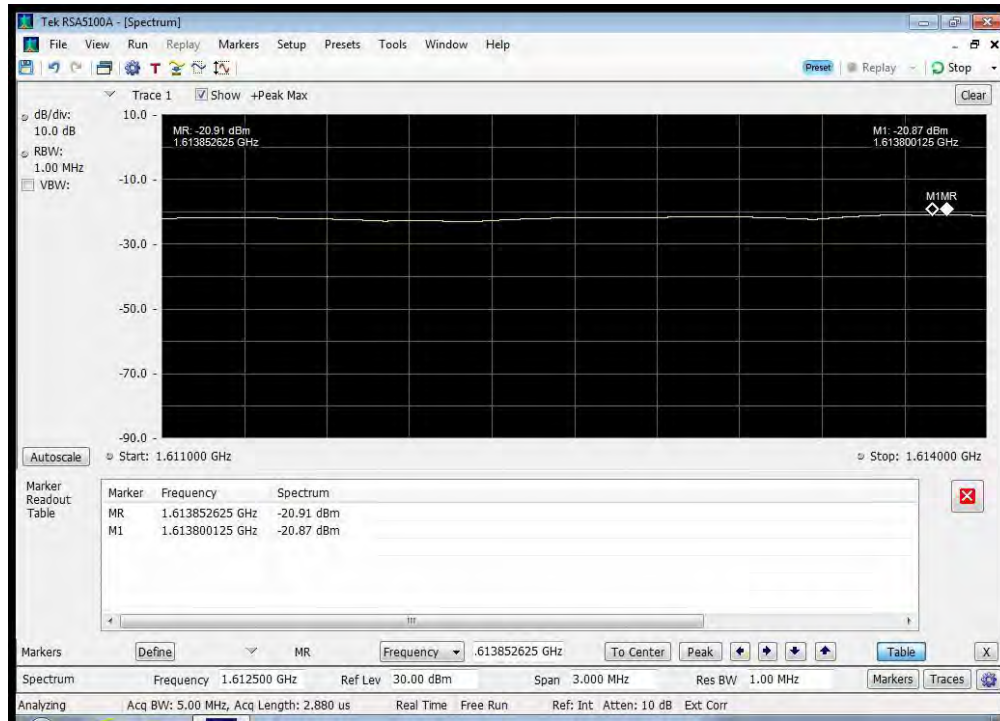 Tek RSA5100A - [Spectrum]
File View Run Replay Markers Setup Presets Tools Window Help
T Preset Replay Stop
Trace 1 Show +Peak Max Clear
dB/div:
10.0 dB
RBW:
1.00 MHz
VBW:
10.0
-10.0
-30.0
-50.0
-70.0
-90.0
MR: -20.91 dBm
1.613852625 GHz
M1: -20.87 dBm
1.613800125 GHz
M1MR
Autoscale Start: 1.611000 GHz Stop: 1.614000 GHz
Marker
Readout
Table
Marker Frequency Spectrum
MR 1.613852625 GHz -20.91 dBm
M1 1.613800125 GHz -20.87 dBm
Markers Define MR Frequency .613852625 GHz To Center Peak Table X
Spectrum Frequency 1.612500 GHz Ref Lev 30.00 dBm Span 3.000 MHz Res BW 1.00 MHz Markers Traces
Analyzing Acq BW: 5.00 MHz, Acq Length: 2.880 us Real Time Free Run Ref: Int Atten: 10 dB Ext Corr